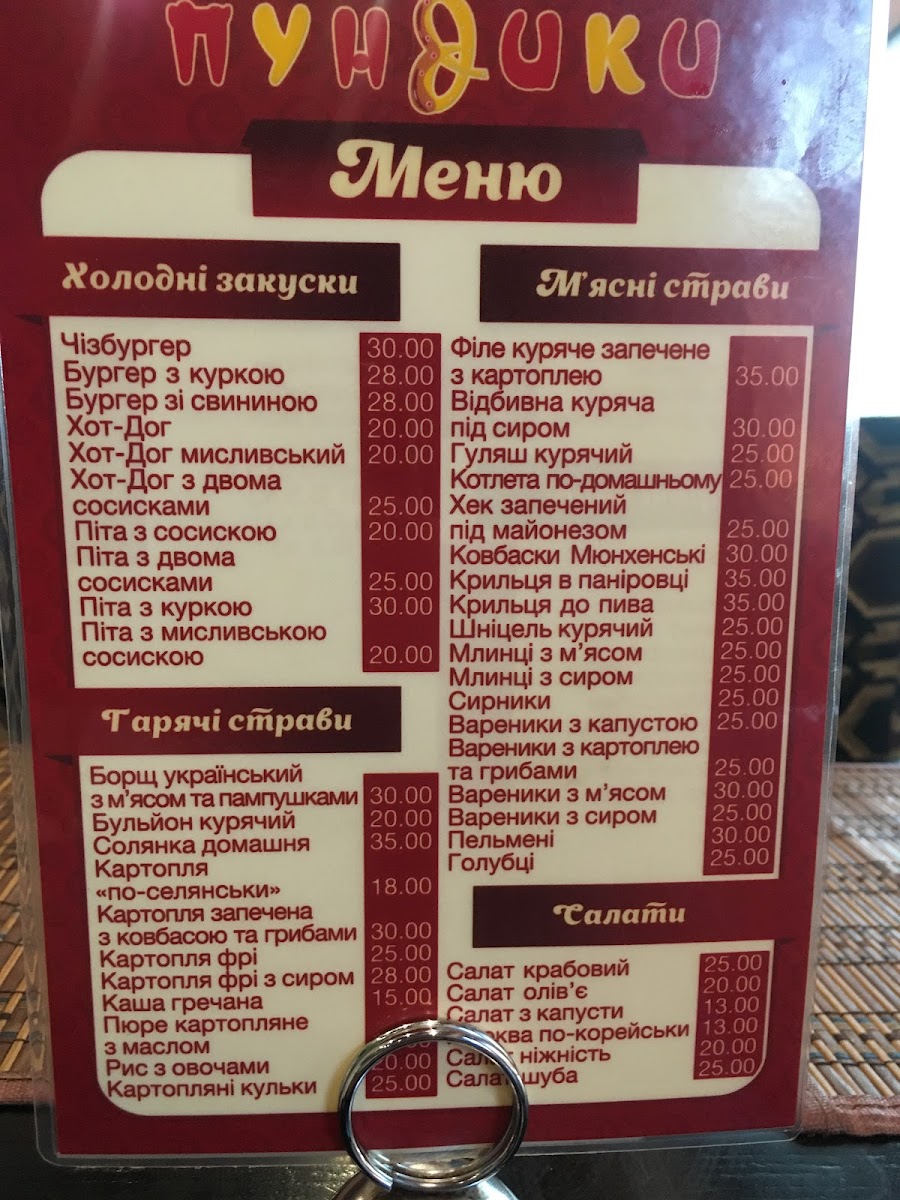 Пундики
Меню
Холодні закуски
Чізбургер 30.00
Бургер з куркою 28.00
Бургер зі свининою 28.00
Хот-Дог 20.00
Хот-Дог мисливський 20.00
Хот-Дог з двома
сосисками 25.00
Піта з сосискою 20.00
Піта з двома
сосисками 25.00
Піта з куркою 30.00
Піта з мисливською
сосискою 20.00
Гарячі страви
Борщ український
з м'ясом та пампушками 30.00
Бульйон курячий 20.00
Солянка домашня 35.00
Картопля
«по-селянськи» 18.00
Картопля запечена
з ковбасою та грибами 30.00
Картопля фрі 25.00
Картопля фрі з сиром 28.00
Каша гречана 15.00
Пюре картопляне
з маслом
Рис з овочами 20.00
Картопляні кульки 25.00
М'ясні страви
Філе куряче запечене
з картоплею 35.00
Відбивна куряча
під сиром 30.00
Гуляш курячий 25.00
Котлета по-домашньому 25.00
Хек запечений
під майонезом 25.00
Ковбаски Мюнхенські 30.00
Крильця в паніровці 35.00
Крильця до пива 35.00
Шніцель курячий 25.00
Млинці з м'ясом 25.00
Млинці з сиром 25.00
Сирники 25.00
Вареники з капустою 25.00
Вареники з картоплею
та грибами 25.00
Вареники з м'ясом 30.00
Вареники з сиром 25.00
Пельмені 30.00
Голубці 25.00
Салати
Салат крабовий 25.00
Салат олів'є 20.00
Салат з капусти 13.00
по-корейськи 13.00
Салат ніжність 20.00
Салат шуба 25.00